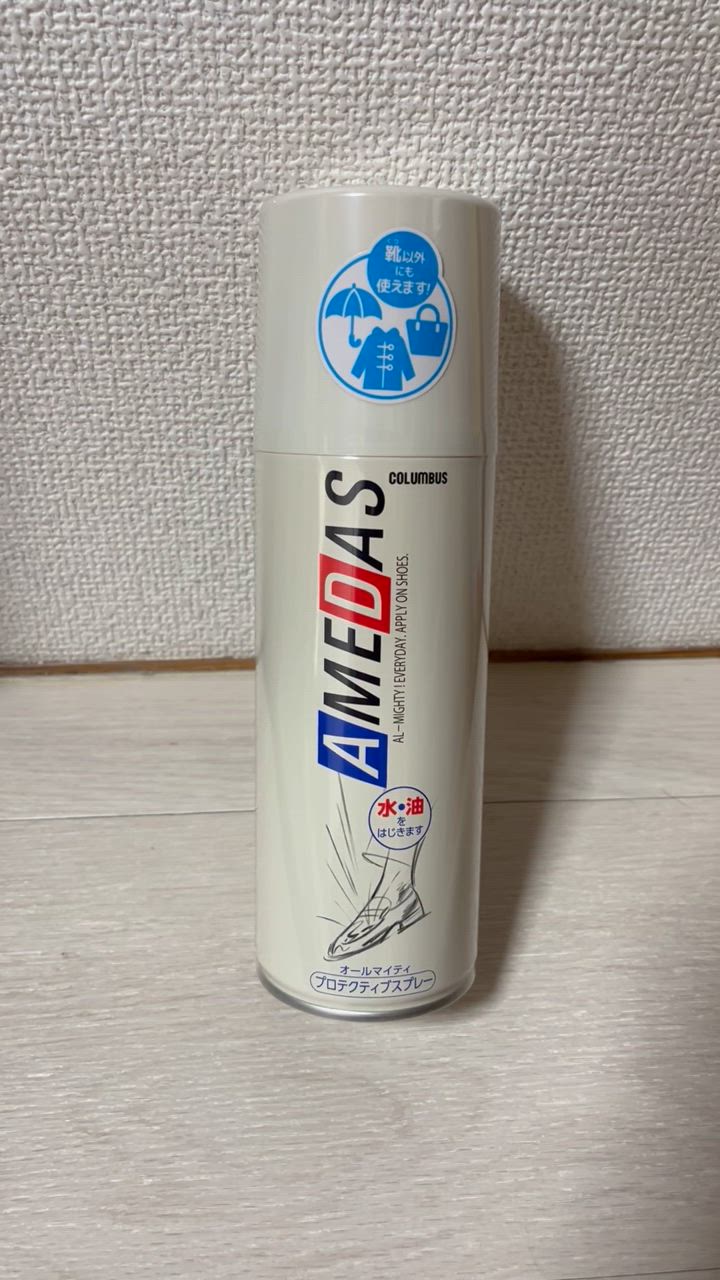 靴以外
にも
使えます!
COLUMBUS
AMEDAS
AL-MIGHTY! EVERYDAY. APPLY ON SHOES.
水・油
を
はじきます
オールマイティ
プロテクティブスプレー